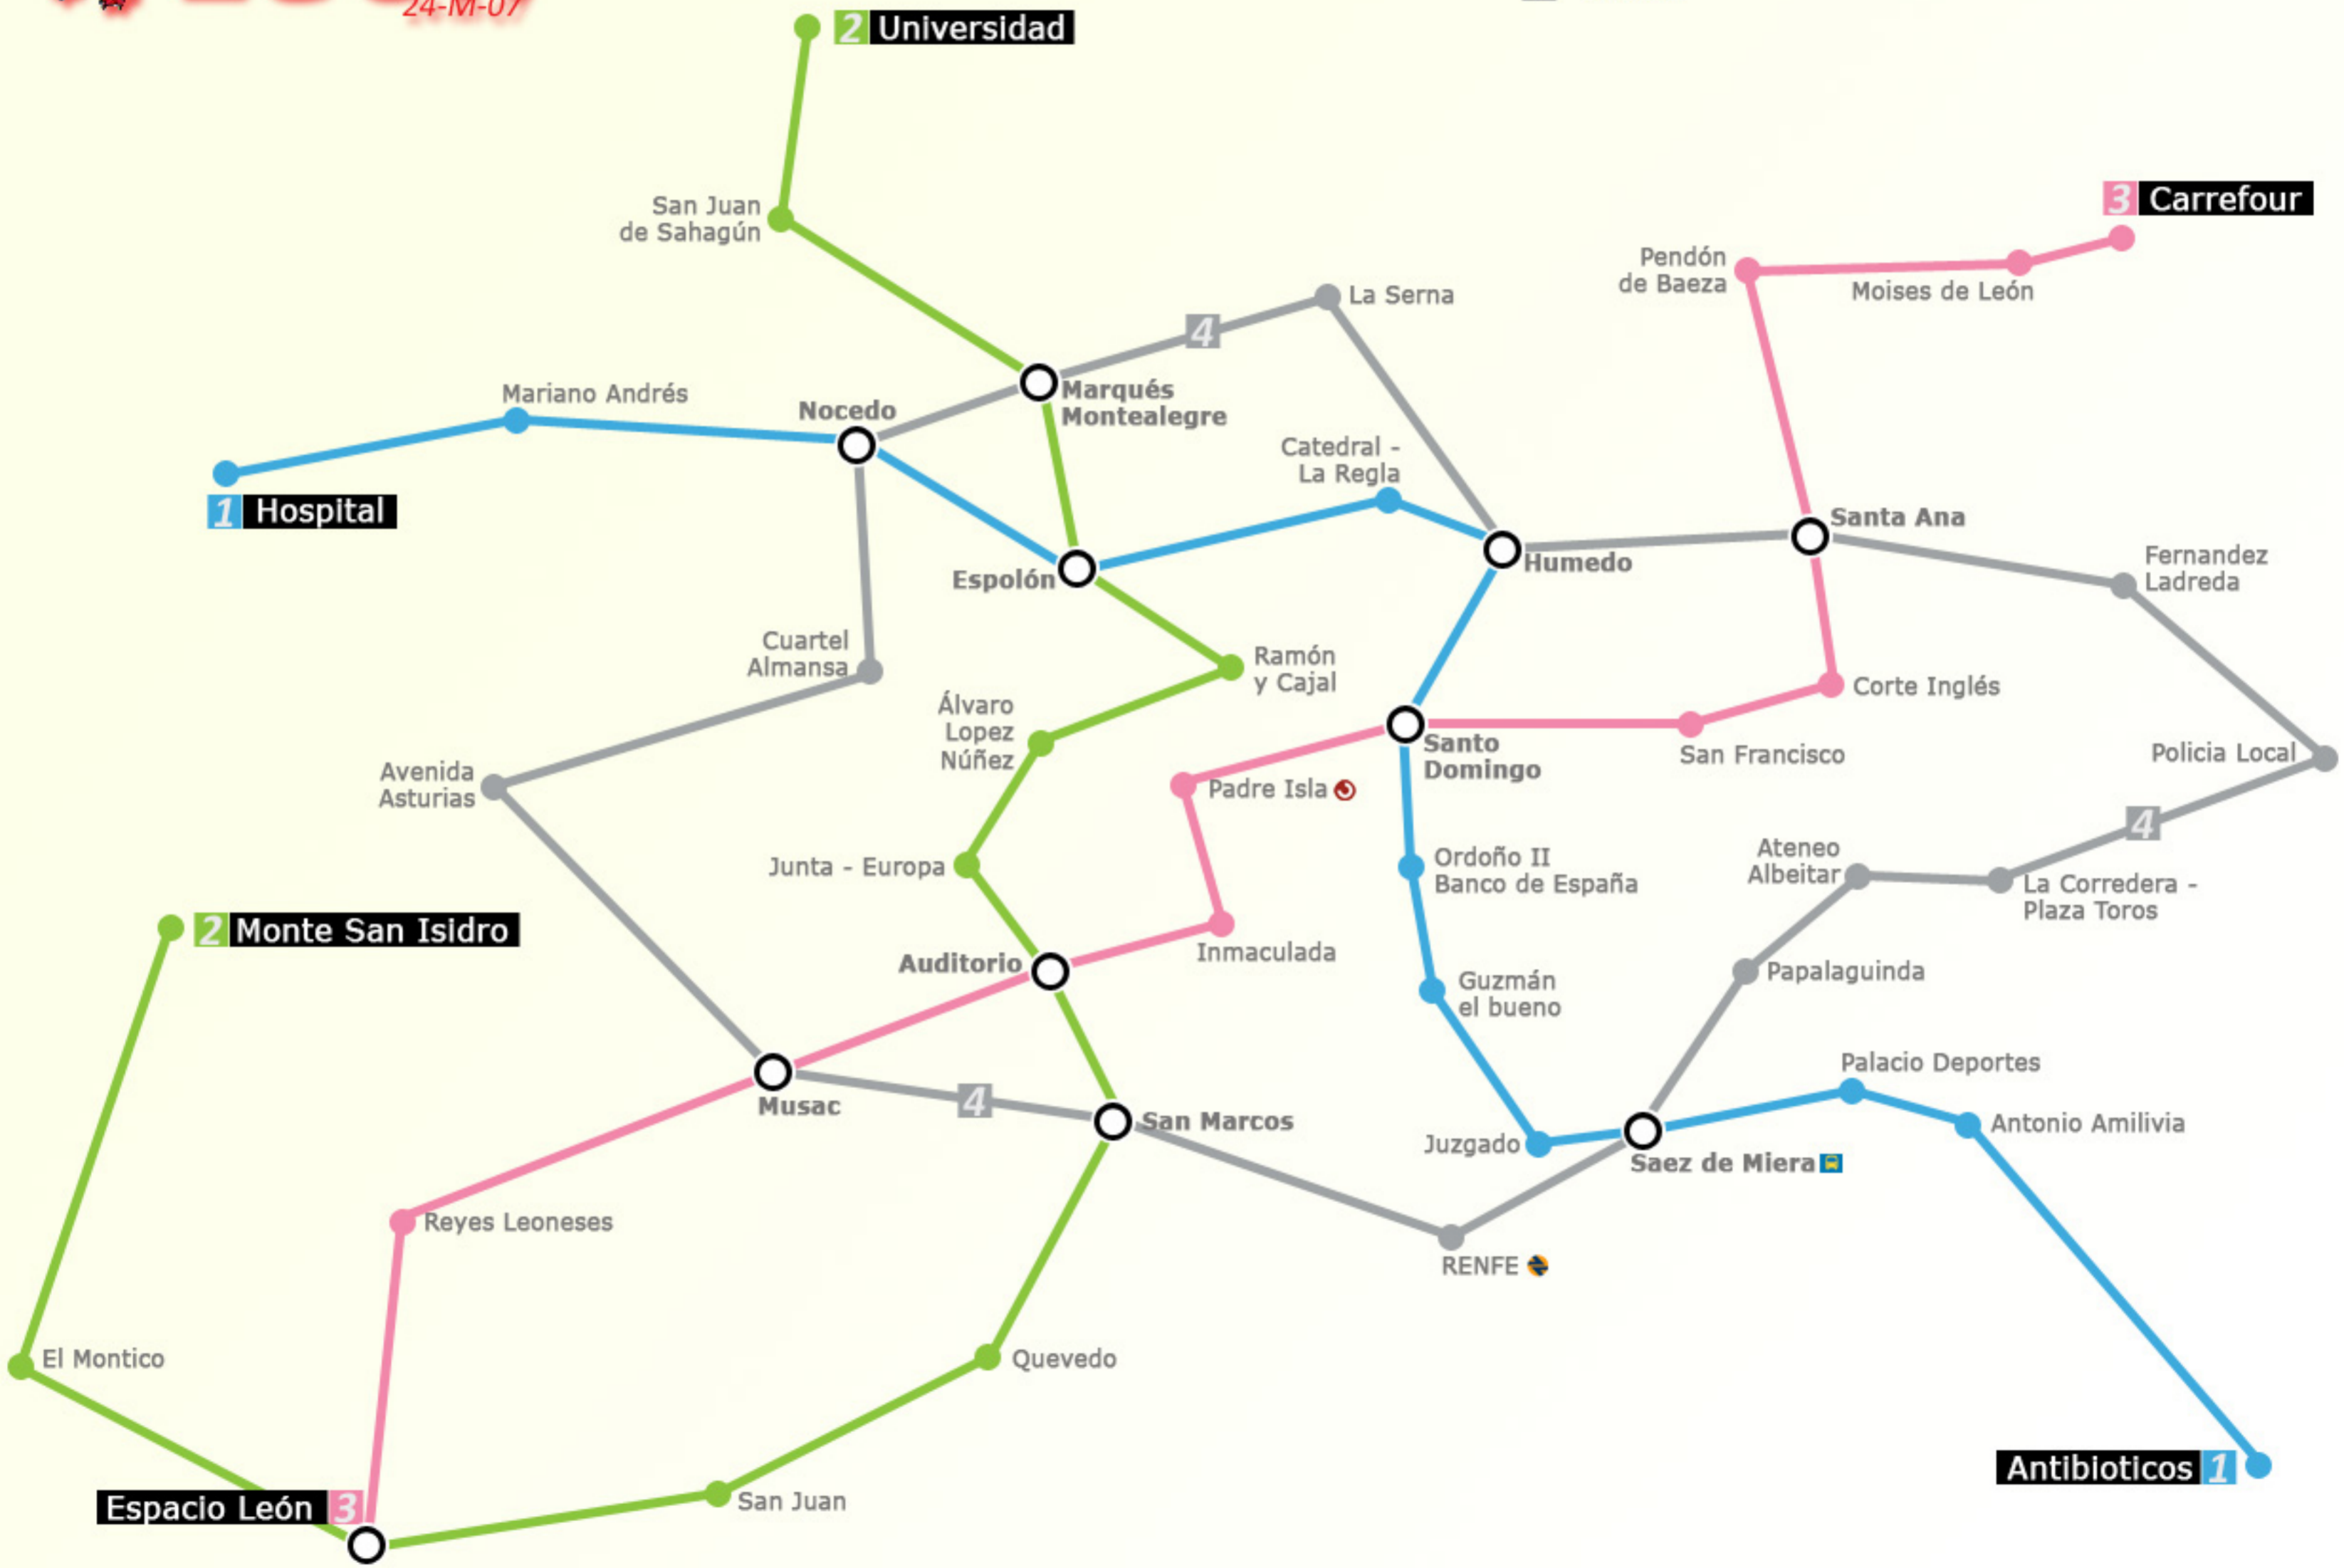 24-M-07
2 Universidad
San Juan
de Sahagún
3 Carrefour
Pendón
de Baeza
Moises de León
La Serna
4
Marqués
Montealegre
Mariano Andrés
Nocedo
Catedral -
La Regla
1 Hospital
Santa Ana
Humedo
Fernandez
Ladreda
Espolón
Cuartel
Almansa
Ramón
y Cajal
Corte Inglés
Álvaro
Lopez
Núñez
Santo
Domingo
San Francisco
Policia Local
Avenida
Asturias
Padre Isla
4
Junta - Europa
Ordoño II
Banco de España
Ateneo
Albeitar
La Corredera -
Plaza Toros
2 Monte San Isidro
Inmaculada
Auditorio
Guzmán
el bueno
Papalaguinda
Palacio Deportes
Musac
4
San Marcos
Juzgado
Antonio Amilivia
Saez de Miera
Reyes Leoneses
RENFE
El Montico
Quevedo
Antibioticos 1
Espacio León 3
San Juan